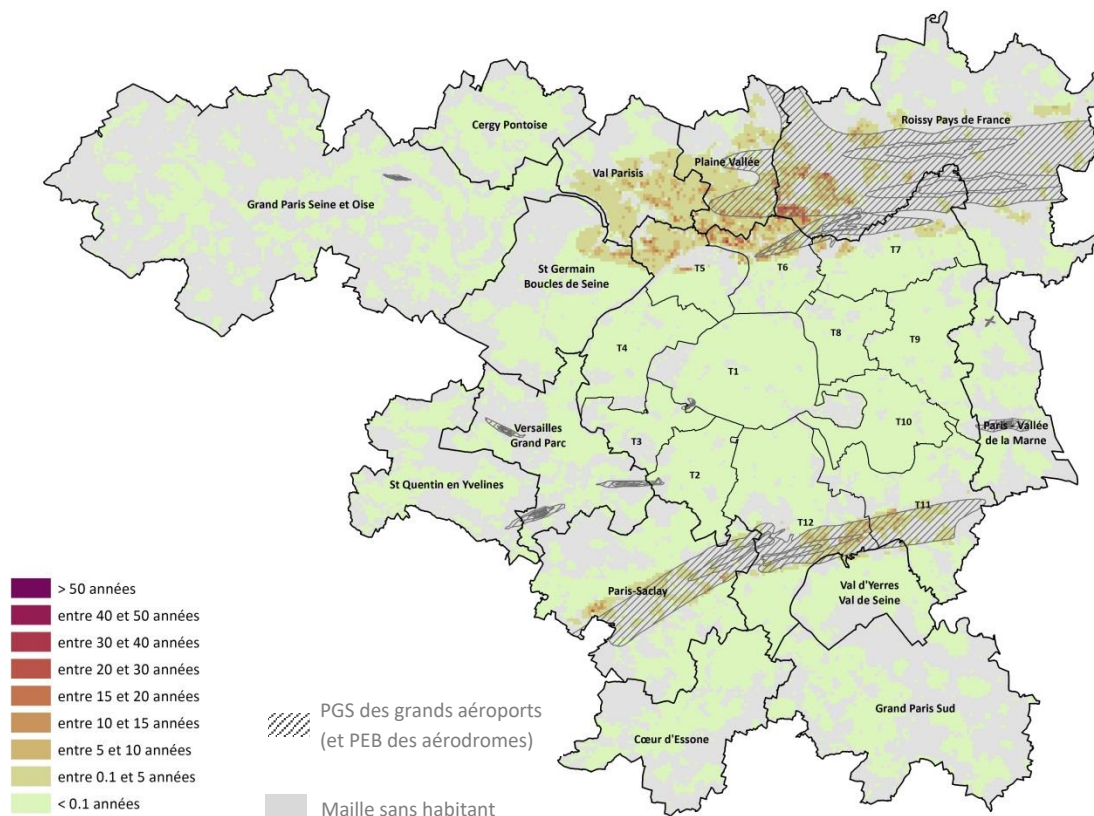 Cergy Pontoise
Roissy Pays de France
Plaine Vallée
Val Parisis
Grand Paris Seine et Oise
T7
T5
T6
St Germain
Boucles de Seine
T8
T9
T4
T1
T10
Versailles
Grand Parc
T3
Paris - Vallée
de la Marne
T2
St Quentin en Yvelines
T11
T12
Paris-Saclay
Val d'Yerres
Val de Seine
Grand Paris Sud
Cœur d'Essone
> 50 années
entre 40 et 50 années
entre 30 et 40 années
entre 20 et 30 années
entre 15 et 20 années
entre 10 et 15 années
entre 5 et 10 années
entre 0.1 et 5 années
< 0.1 années
PGS des grands aéroports
(et PEB des aérodromes)
Maille sans habitant